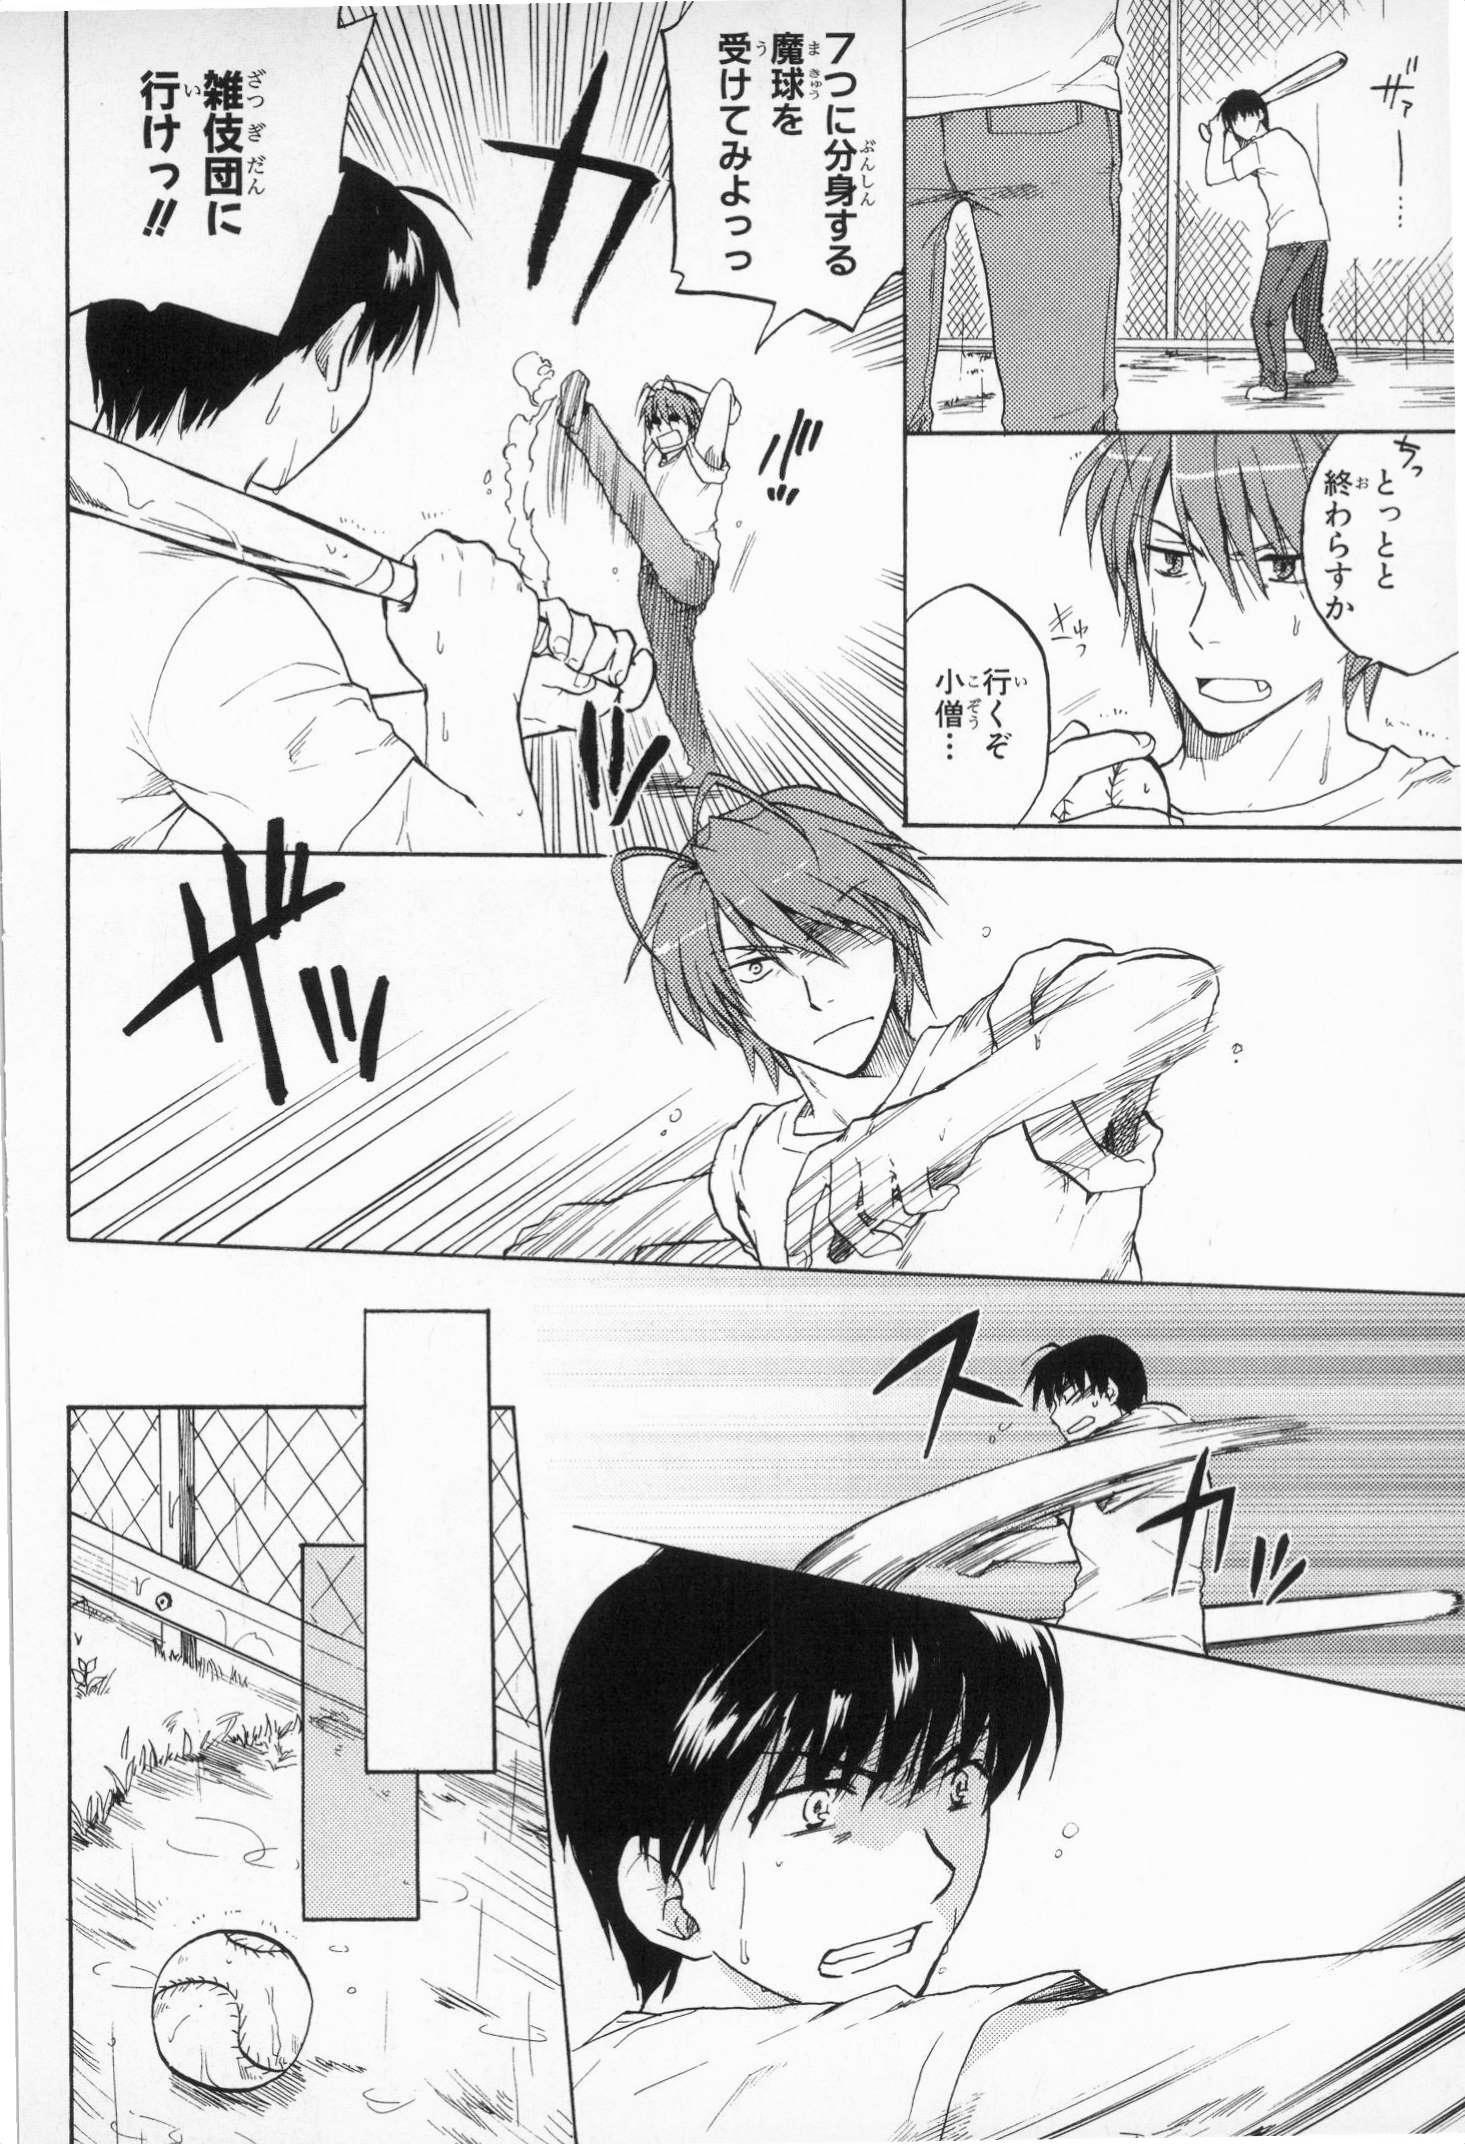 ザァーー……
ちっ
とっとと
終わらすか
ギュッ
行くぞ
小僧…
7つに分身する
魔球を
受けてみよっっ
カッ
雑伎団に
行けっ!!
ザッ
スカッ